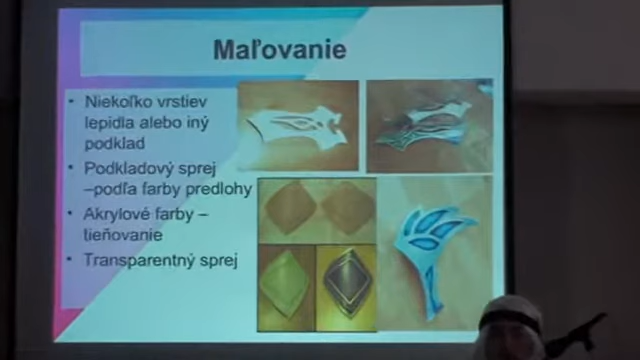 Maľovanie
• Niekoľko vrstiev
lepidla alebo iný
podklad
• Podkladový sprej
–podľa farby predlohy
• Akrylové farby –
tieňovanie
• Transparentný sprej